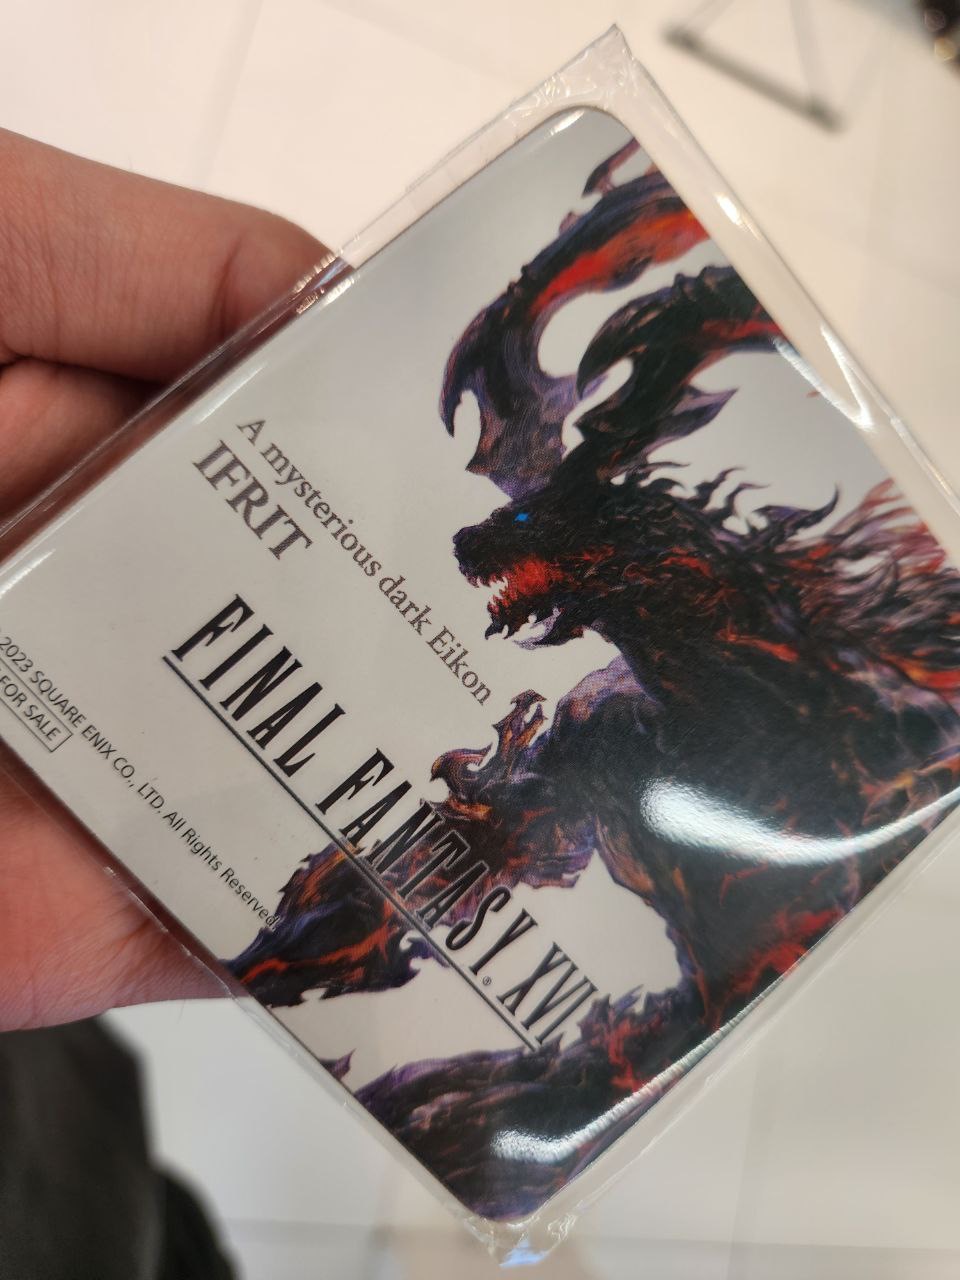 A mysterious dark Eikon
IFRIT
FINAL FANTASY® XVI
2023 SQUARE ENIX CO., LTD. All Rights Reserved.
FOR SALE